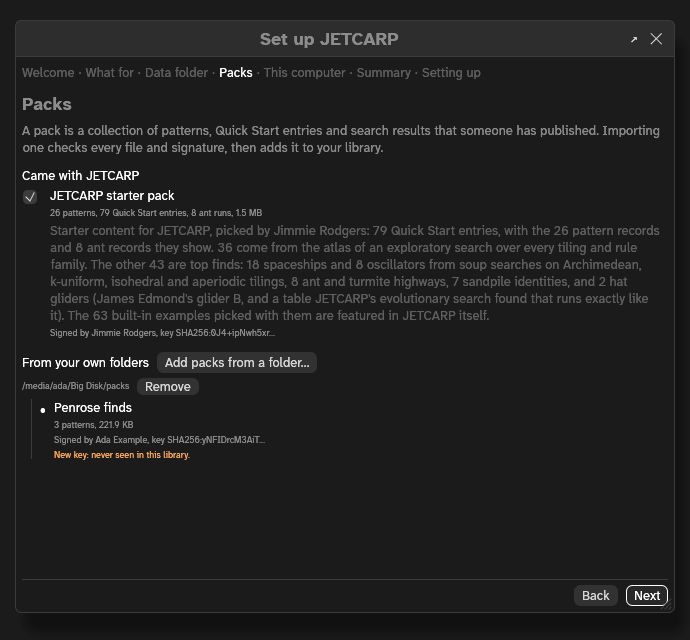 Set up JETCARP
Welcome · What for · Data folder · Packs · This computer · Summary · Setting up
Packs
A pack is a collection of patterns, Quick Start entries and search results that someone has published. Importing
one checks every file and signature, then adds it to your library.
Came with JETCARP
JETCARP starter pack
26 patterns, 79 Quick Start entries, 8 ant runs, 1.5 MB
Starter content for JETCARP, picked by Jimmie Rodgers: 79 Quick Start entries, with the 26 pattern records
and 8 ant records they show. 36 come from the atlas of an exploratory search over every tiling and rule
family. The other 43 are top finds: 18 spaceships and 8 oscillators from soup searches on Archimedean,
k-uniform, isohedral and aperiodic tilings, 8 ant and turmite highways, 7 sandpile identities, and 2 hat
gliders (James Edmond's glider B, and a table JETCARP's evolutionary search found that runs exactly like
it). The 63 built-in examples picked with them are featured in JETCARP itself.
Signed by Jimmie Rodgers, key SHA256:0J4+ipNwh5xr...
From your own folders Add packs from a folder...
/media/ada/Big Disk/packs Remove
Penrose finds
3 patterns, 221.9 KB
Signed by Ada Example, key SHA256:yNFIDrcM3AiT...
New key: never seen in this library.
Back Next